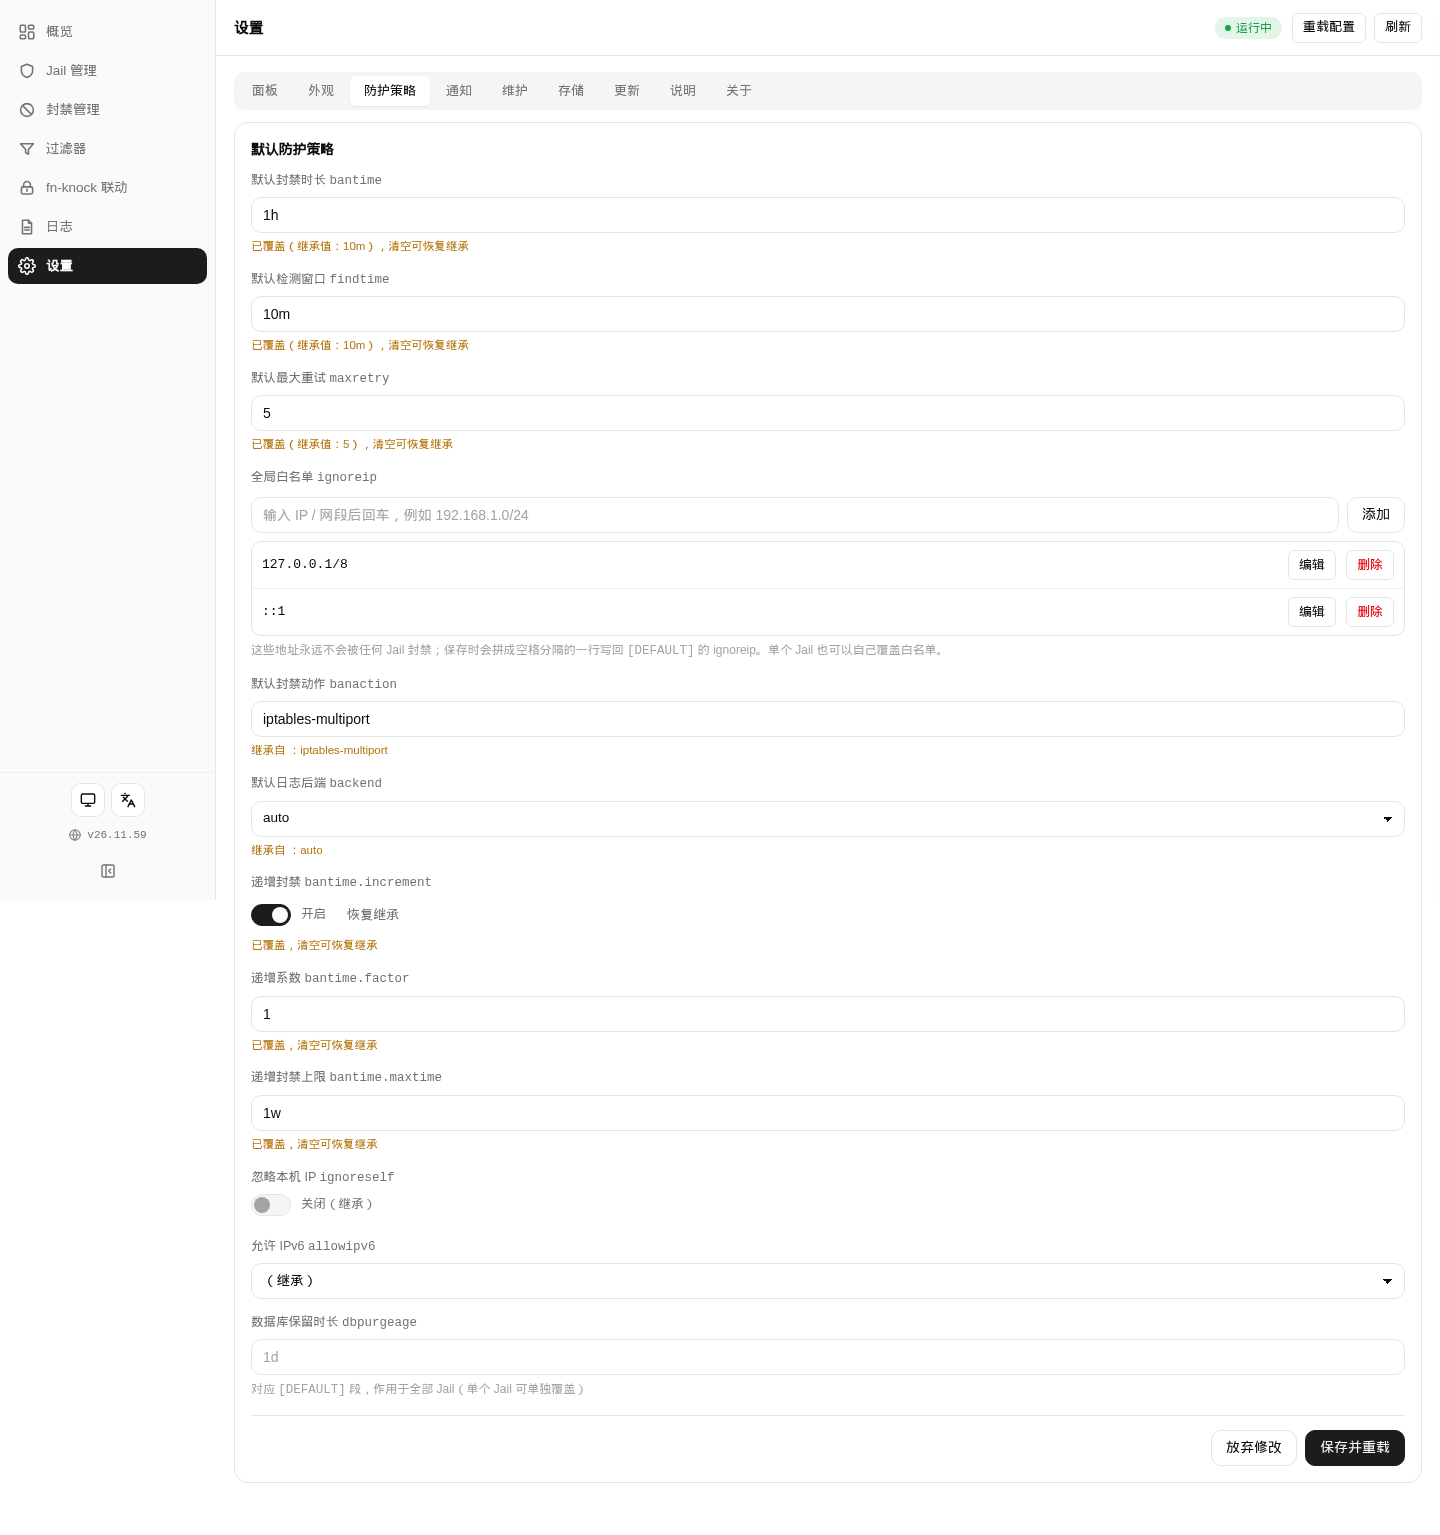 概览
Jail 管理
封禁管理
过滤器
fn-knock 联动
日志
设置
v26.11.59
设置
运行中
重载配置
刷新
面板
外观
防护策略
通知
维护
存储
更新
说明
关于
默认防护策略
默认封禁时长 bantime
1h
已覆盖（继承值：10m），清空可恢复继承
默认检测窗口 findtime
10m
已覆盖（继承值：10m），清空可恢复继承
默认最大重试 maxretry
5
已覆盖（继承值：5），清空可恢复继承
全局白名单 ignoreip
输入 IP / 网段后回车，例如 192.168.1.0/24
添加
127.0.0.1/8
编辑
删除
::1
编辑
删除
这些地址永远不会被任何 Jail 封禁；保存时会拼成空格分隔的一行写回 [DEFAULT] 的 ignoreip。单个 Jail 也可以自己覆盖白名单。
默认封禁动作 banaction
iptables-multiport
继承自 ：iptables-multiport
默认日志后端 backend
auto
继承自 ：auto
递增封禁 bantime.increment
开启
恢复继承
已覆盖，清空可恢复继承
递增系数 bantime.factor
1
已覆盖，清空可恢复继承
递增封禁上限 bantime.maxtime
1w
已覆盖，清空可恢复继承
忽略本机 IP ignoreself
关闭（继承）
允许 IPv6 allowipv6
（继承）
数据库保留时长 dbpurgeage
1d
对应 [DEFAULT] 段，作用于全部 Jail（单个 Jail 可单独覆盖）
放弃修改
保存并重载